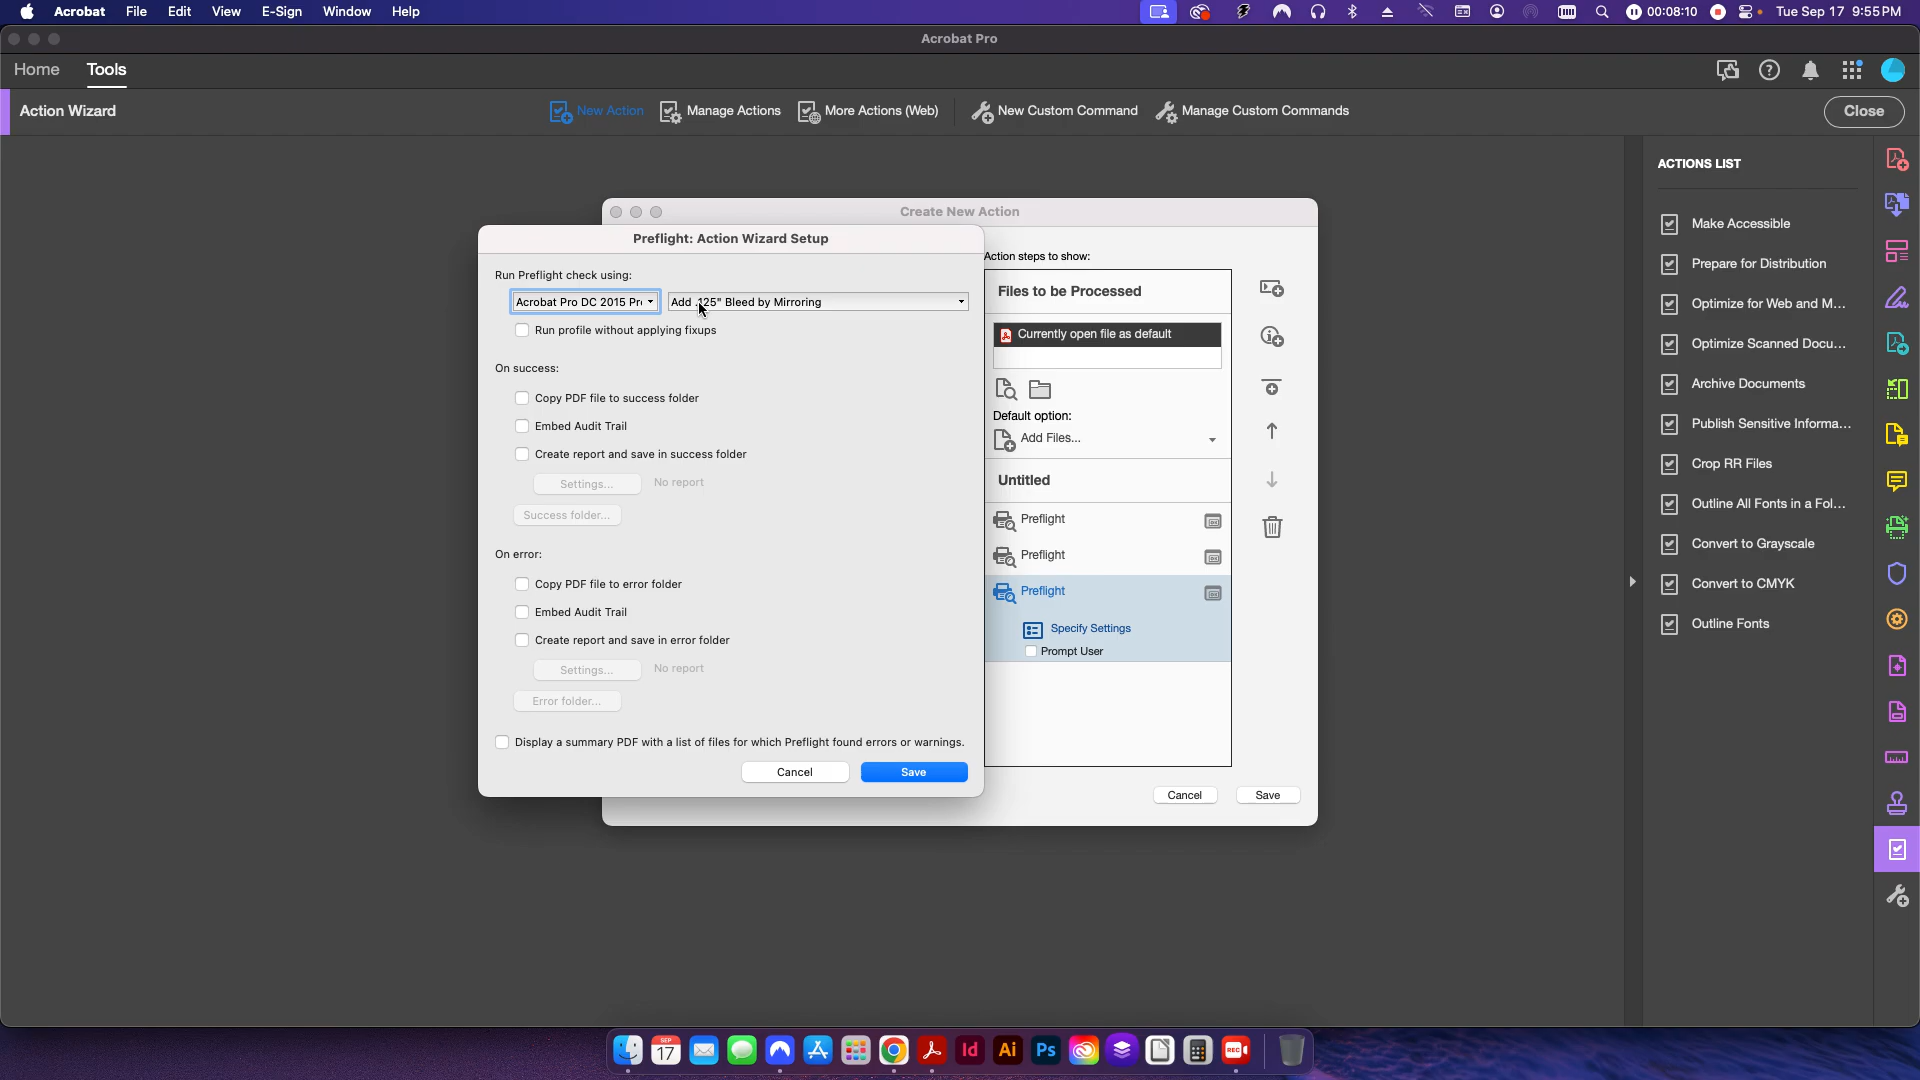 Acrobat File Edit View E-Sign Window Help
00:08:10 Tue Sep 17 9:55 PM
Acrobat Pro
Home Tools
Action Wizard
New Action Manage Actions More Actions (Web) New Custom Command Manage Custom Commands
Close
Create New Action
Preflight: Action Wizard Setup
Run Preflight check using:
Acrobat Pro DC 2015 Pr Add .125" Bleed by Mirroring
Run profile without applying fixups
On success:
Copy PDF file to success folder
Embed Audit Trail
Create report and save in success folder
Settings... No report
Success folder...
On error:
Copy PDF file to error folder
Embed Audit Trail
Create report and save in error folder
Settings... No report
Error folder...
Display a summary PDF with a list of files for which Preflight found errors or warnings.
Cancel Save
Action steps to show:
Files to be Processed
Currently open file as default
Default option:
Add Files...
Untitled
Preflight
Preflight
Preflight
Specify Settings
Prompt User
Cancel Save
ACTIONS LIST
Make Accessible
Prepare for Distribution
Optimize for Web and M...
Optimize Scanned Docu...
Archive Documents
Publish Sensitive Informa...
Crop RR Files
Outline All Fonts in a Fol...
Convert to Grayscale
Convert to CMYK
Outline Fonts
SEP
17
Id
Ai
Ps
REC